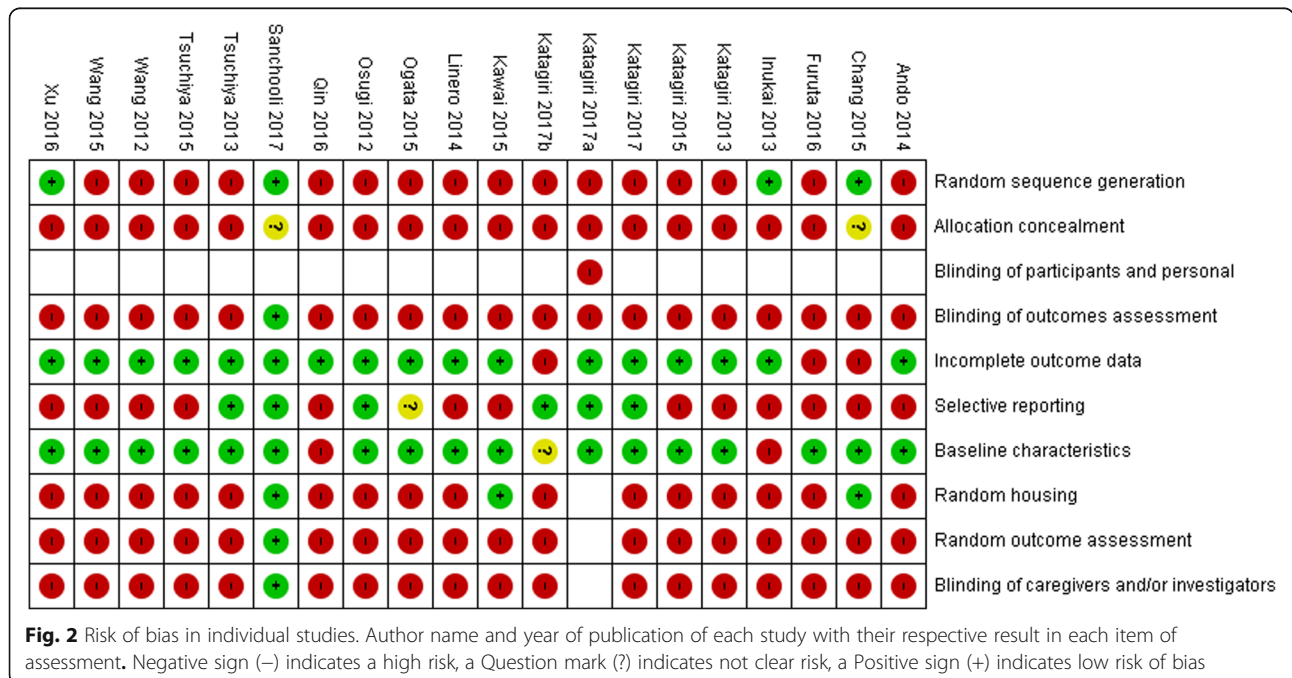 Xu 2016
Wang 2015
Wang 2012
Tsuchiya 2015
Tsuchiya 2013
Sanchooli 2017
Qin 2016
Osugi 2012
Ogata 2015
Linero 2014
Kawai 2015
Katagiri 2017b
Katagiri 2017a
Katagiri 2017
Katagiri 2015
Katagiri 2013
Inukai 2013
Furuta 2016
Chang 2015
Ando 2014
+ − − − − + − − − − − − − − − − + − + − Random sequence generation
− − − − − ? − − − − − − − − − − − − ? − Allocation concealment
− Blinding of participants and personal
− − − − − + − − − − − − − − − − − − − − Blinding of outcomes assessment
+ + + + + + + + + + + − + + + + + − − + Incomplete outcome data
− − − − + + − + ? − − + + + − − − − − − Selective reporting
+ + + + + + − + + + + ? + + + + − + + + Baseline characteristics
− − − − − + − − − − + − − − − − − + − Random housing
− − − − − + − − − − − − − − − − − − − Random outcome assessment
− − − − − + − − − − − − − − − − − − − Blinding of caregivers and/or investigators
Fig. 2 Risk of bias in individual studies. Author name and year of publication of each study with their respective result in each item of
assessment. Negative sign (−) indicates a high risk, a Question mark (?) indicates not clear risk, a Positive sign (+) indicates low risk of bias